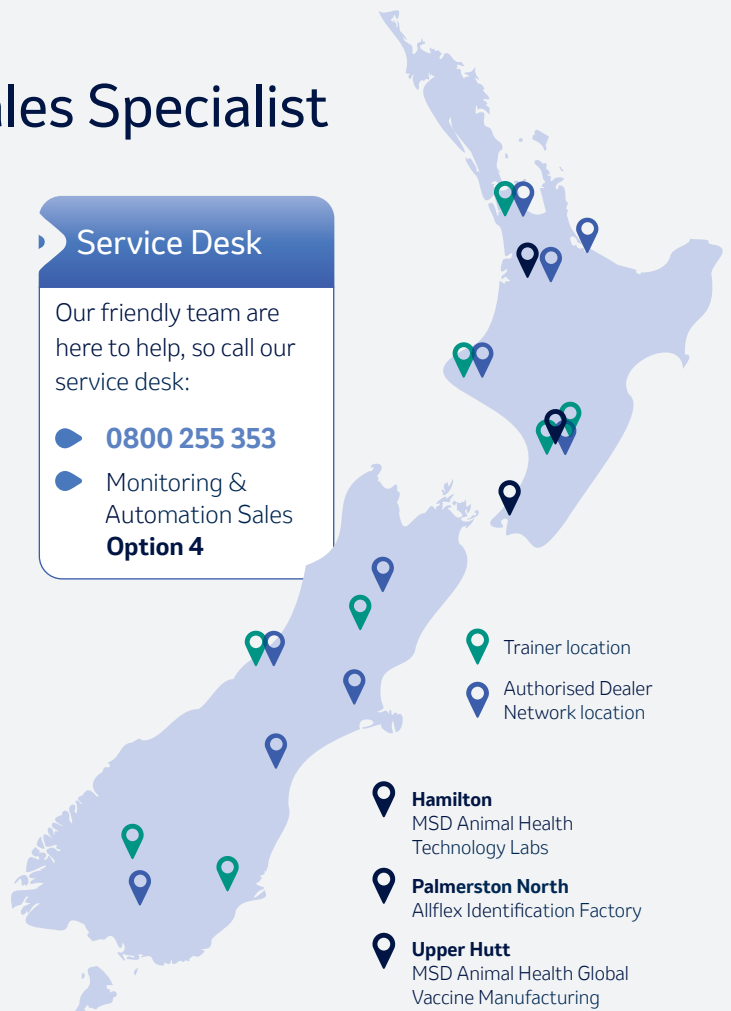 Specialist
Service Desk
Our friendly team are
here to help, so call our
service desk:
0800 255 353
Monitoring &
Automation Sales
Option 4
Trainer location
Authorised Dealer
Network location
Hamilton
MSD Animal Health
Technology Labs
Palmerston North
Allflex Identification Factory
Upper Hutt
MSD Animal Health Global
Vaccine Manufacturing